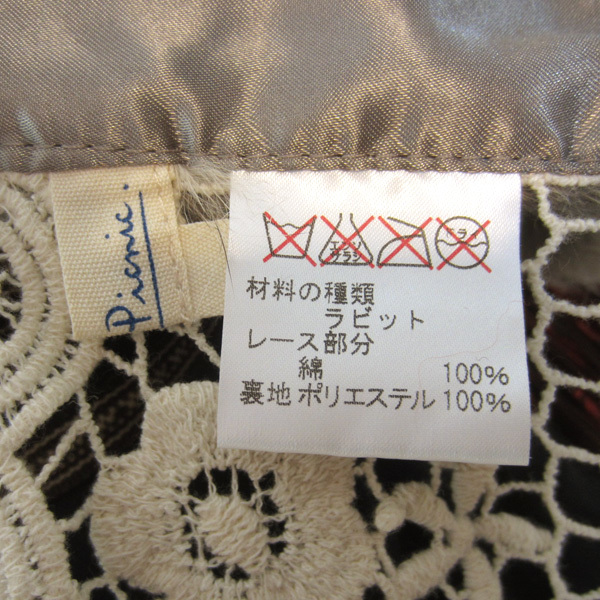 Picnic.
エンソ
サラシ
ドライ
材料の種類
ラビット
レース部分
綿 100%
裏地 ポリエステル 100%